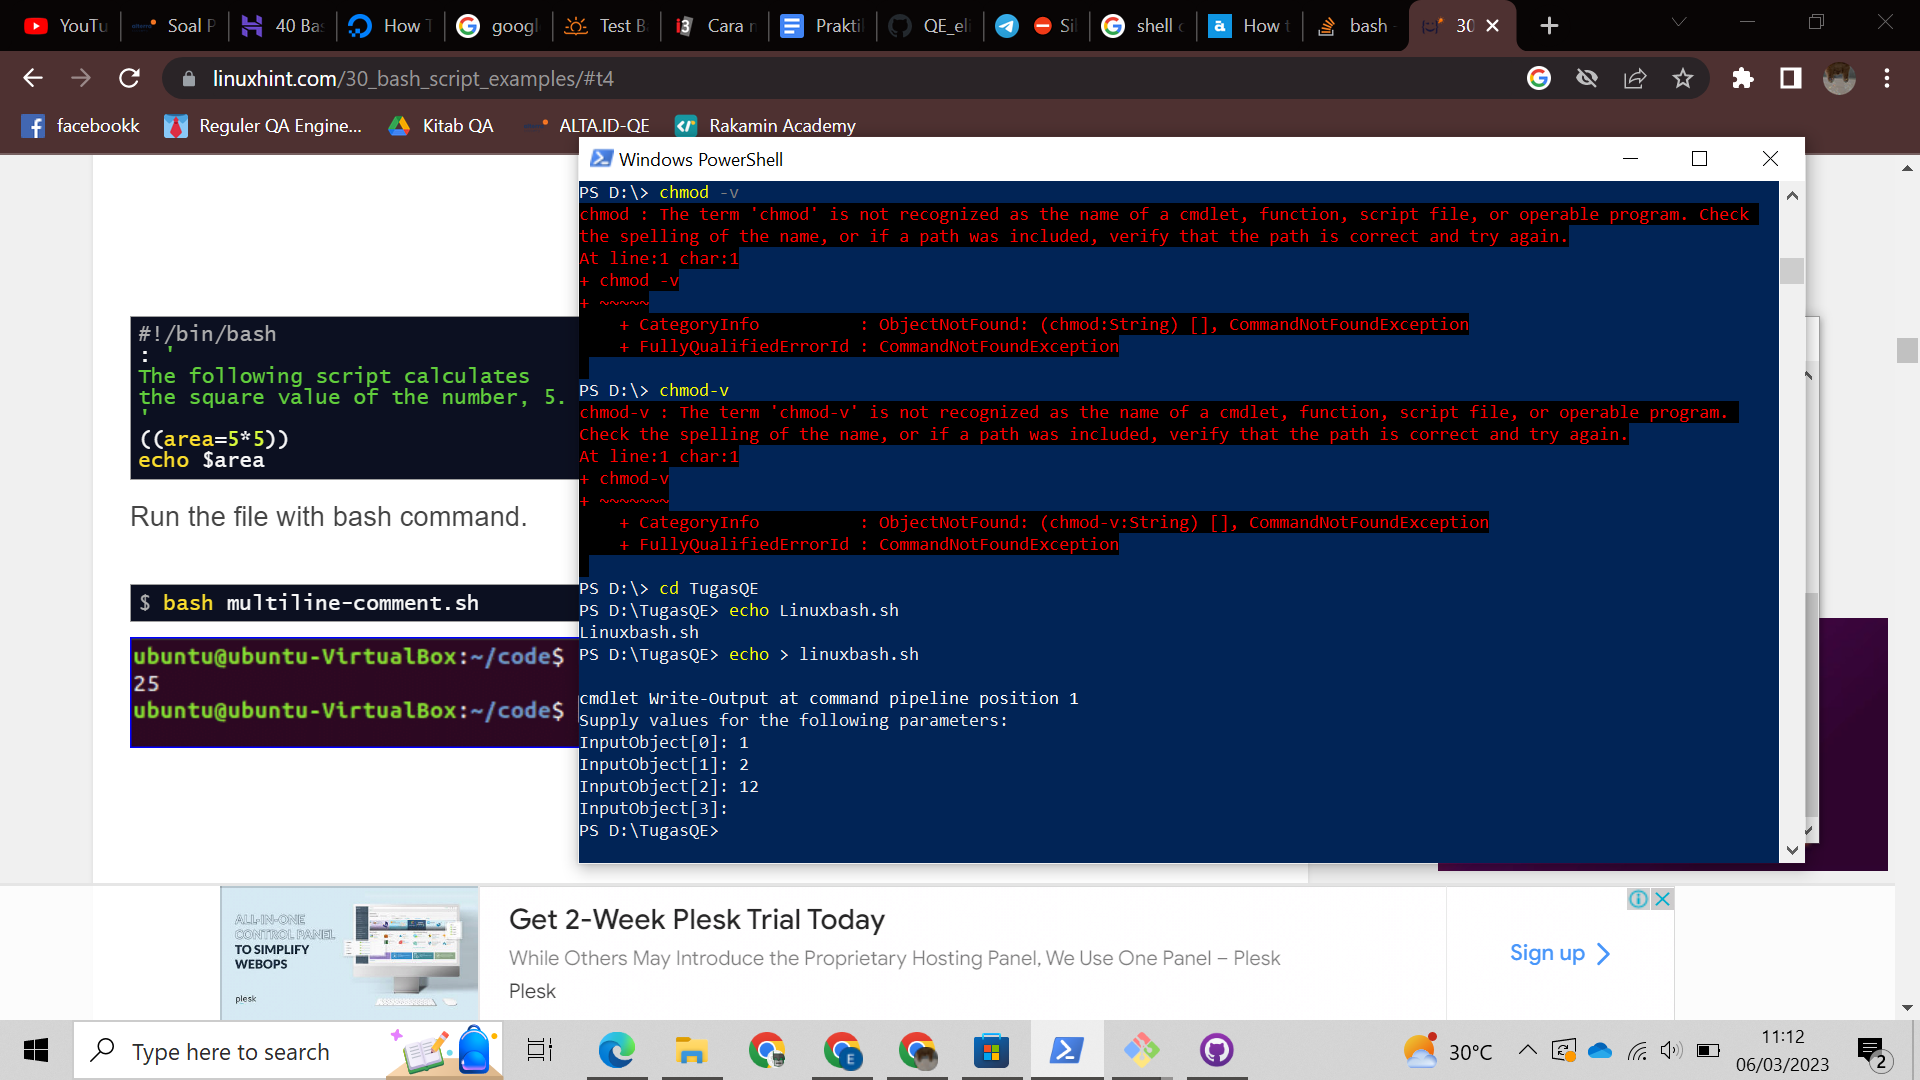 YouTu
Soal P
40 Ba
How T
googl
Test B
Cara n
Prakti
QE_eli
Sil
shell c
How t
bash -
30
linuxhint.com/30_bash_script_examples/#t4
facebookk
Reguler QA Engine...
Kitab QA
ALTA.ID-QE
Rakamin Academy
#!/bin/bash
: '
The following script calculates
the square value of the number, 5.
'
((area=5*5))
echo $area
Run the file with bash command.
$ bash multiline-comment.sh
ubuntu@ubuntu-VirtualBox:~/code$
25
ubuntu@ubuntu-VirtualBox:~/code$
Windows PowerShell
PS D:\> chmod -v
chmod : The term 'chmod' is not recognized as the name of a cmdlet, function, script file, or operable program. Check
the spelling of the name, or if a path was included, verify that the path is correct and try again.
At line:1 char:1
+ chmod -v
+ ~~~~~
+ CategoryInfo          : ObjectNotFound: (chmod:String) [], CommandNotFoundException
+ FullyQualifiedErrorId : CommandNotFoundException
PS D:\> chmod-v
chmod-v : The term 'chmod-v' is not recognized as the name of a cmdlet, function, script file, or operable program.
Check the spelling of the name, or if a path was included, verify that the path is correct and try again.
At line:1 char:1
+ chmod-v
+ ~~~~~~~
+ CategoryInfo          : ObjectNotFound: (chmod-v:String) [], CommandNotFoundException
+ FullyQualifiedErrorId : CommandNotFoundException
PS D:\> cd TugasQE
PS D:\TugasQE> echo Linuxbash.sh
Linuxbash.sh
PS D:\TugasQE> echo > linuxbash.sh
cmdlet Write-Output at command pipeline position 1
Supply values for the following parameters:
InputObject[0]: 1
InputObject[1]: 2
InputObject[2]: 12
InputObject[3]:
PS D:\TugasQE>
ALL-IN-ONE
CONTROL PANEL
TO SIMPLIFY
WEBOPS
plesk
Get 2-Week Plesk Trial Today
While Others May Introduce the Proprietary Hosting Panel, We Use One Panel – Plesk
Plesk
Sign up
Type here to search
E
30°C
11:12
06/03/2023
2